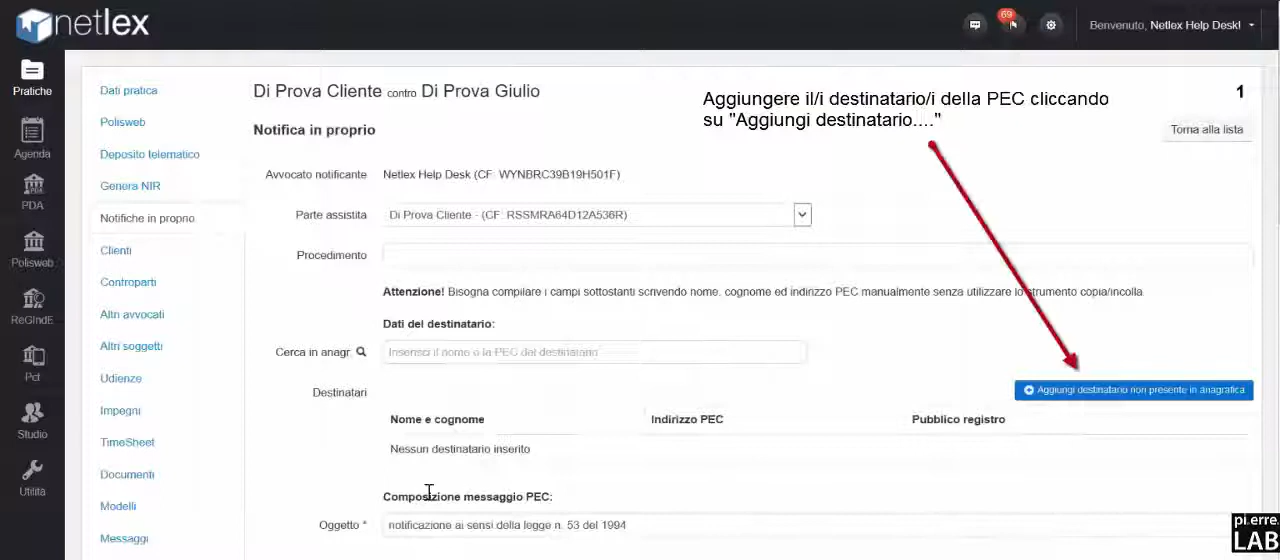 netlex
69
Benvenuto, Netlex Help Desk!
Pratiche
Agenda
PDA
Polisweb
ReGIndE
Pct
Studio
Utilità
Dati pratica
Polisweb
Deposito telematico
Genera NIR
Notifiche in proprio
Clienti
Controparti
Altri avvocati
Altri soggetti
Udienze
Impegni
TimeSheet
Documenti
Modelli
Messaggi
Di Prova Cliente contro Di Prova Giulio
1
Aggiungere il/i destinatario/i della PEC cliccando
su "Aggiungi destinatario...."
Notifica in proprio
Torna alla lista
Avvocato notificante Netlex Help Desk (CF: WYNBRC39B19H501F)
Parte assistita Di Prova Cliente - (CF: RSSMRA64D12A536R)
Procedimento
Attenzione! Bisogna compilare i campi sottostanti scrivendo nome, cognome ed indirizzo PEC manualmente senza utilizzare lo strumento copia/incolla.
Dati del destinatario:
Cerca in anagr. Inserisci il nome o la PEC del destinatario
Destinatari
Aggiungi destinatario non presente in anagrafica
Nome e cognome Indirizzo PEC Pubblico registro
Nessun destinatario inserito
Composizione messaggio PEC:
Oggetto * notificazione ai sensi della legge n. 53 del 1994
pi.erre.
LAB